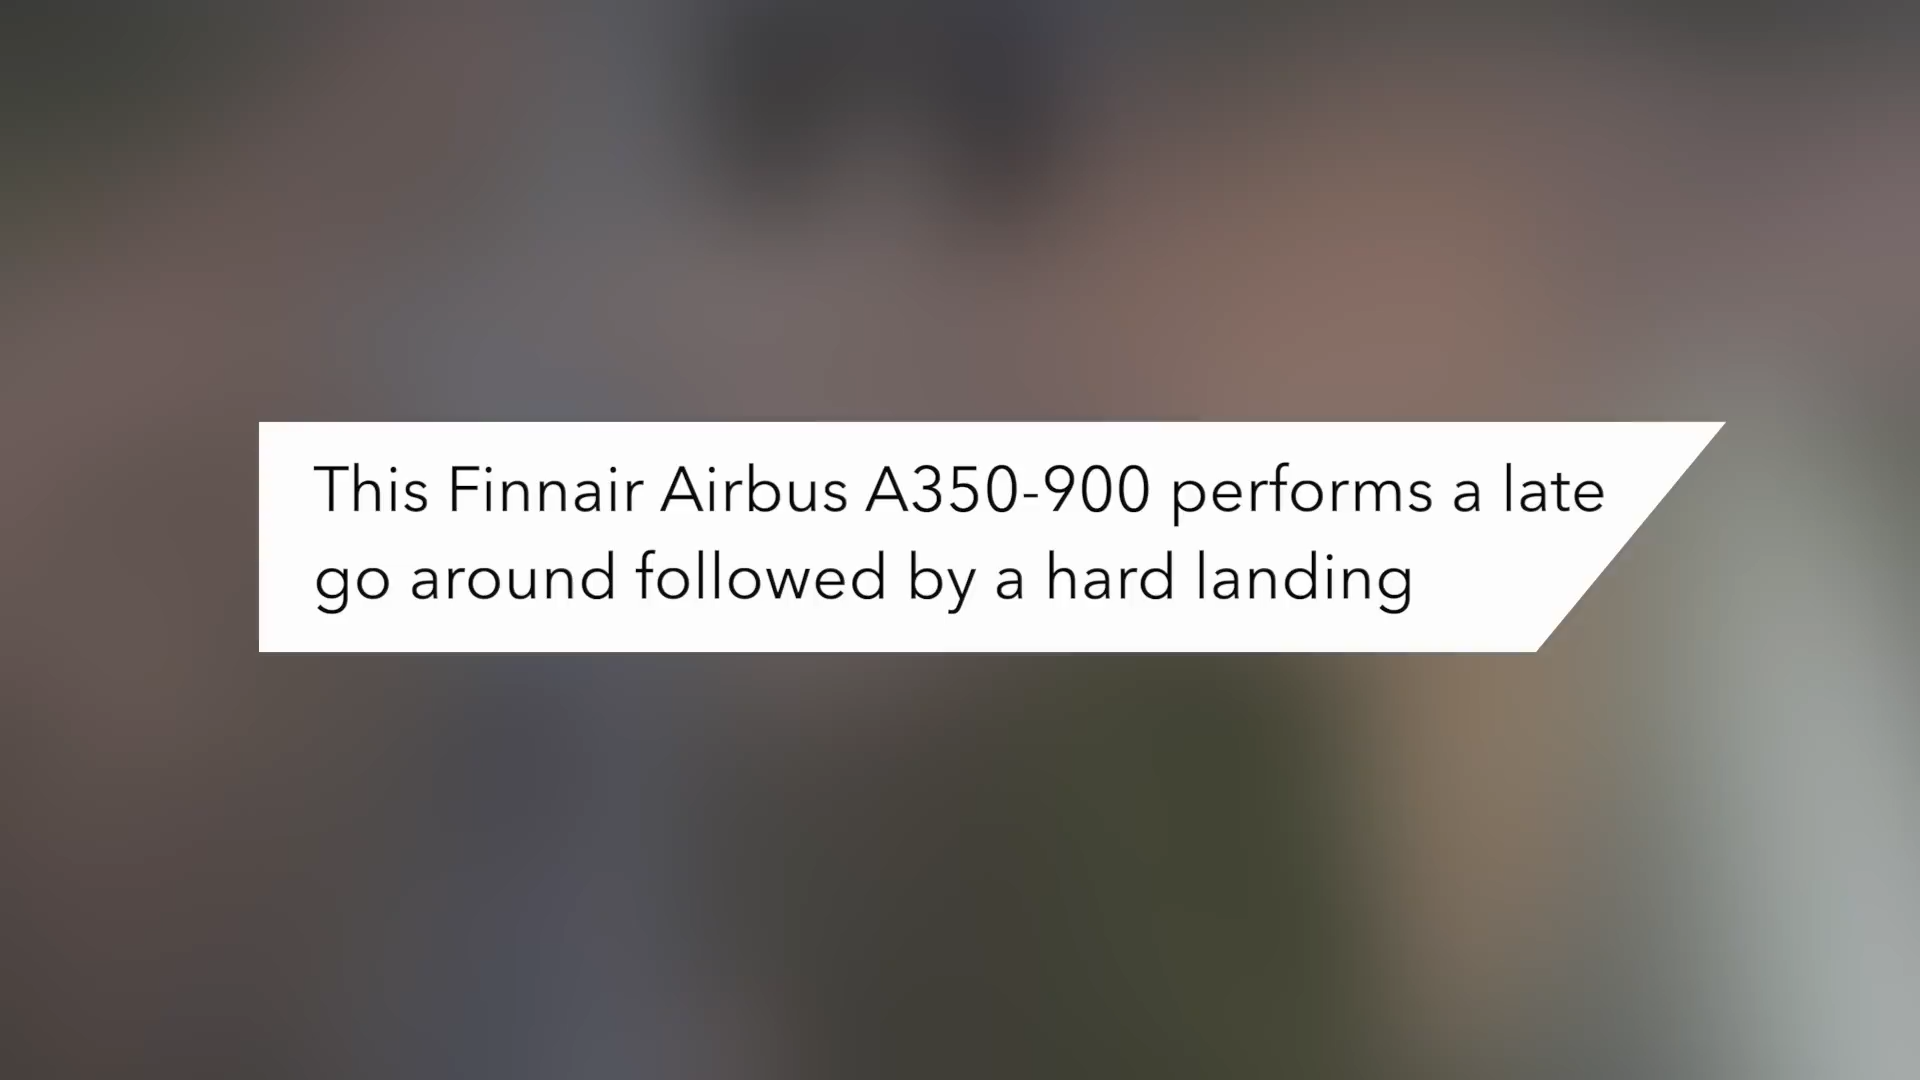 This Finnair Airbus A350-900 performs a late
go around followed by a hard landing